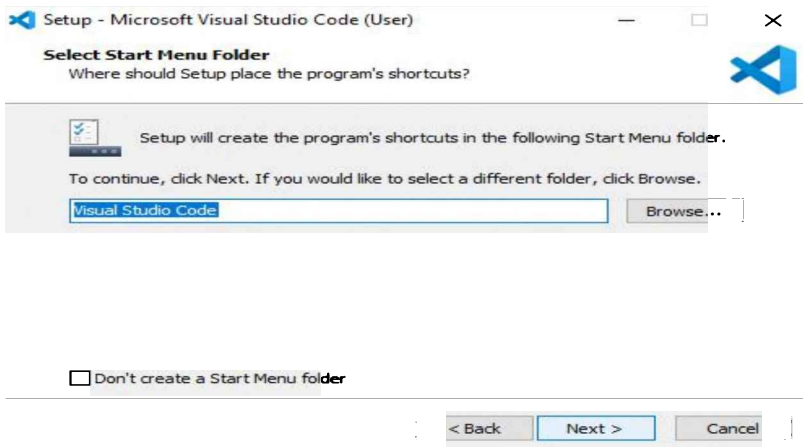 Setup - Microsoft Visual Studio Code (User)
Select Start Menu Folder
Where should Setup place the program's shortcuts?
Setup will create the program's shortcuts in the following Start Menu folder.
To continue, click Next. If you would like to select a different folder, click Browse.
Visual Studio Code
Browse...
Don't create a Start Menu folder
< Back Next > Cancel